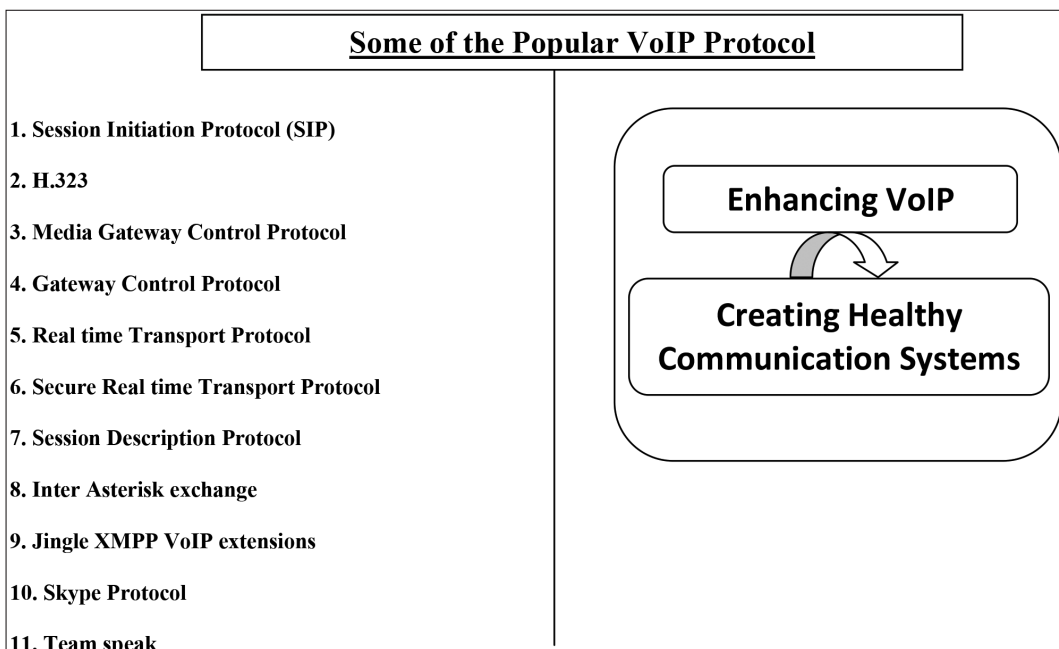 Some of the Popular VoIP Protocol
1. Session Initiation Protocol (SIP)
2. H.323
3. Media Gateway Control Protocol
4. Gateway Control Protocol
5. Real time Transport Protocol
6. Secure Real time Transport Protocol
7. Session Description Protocol
8. Inter Asterisk exchange
9. Jingle XMPP VoIP extensions
10. Skype Protocol
11. Team speak
Enhancing VoIP
Creating Healthy
Communication Systems